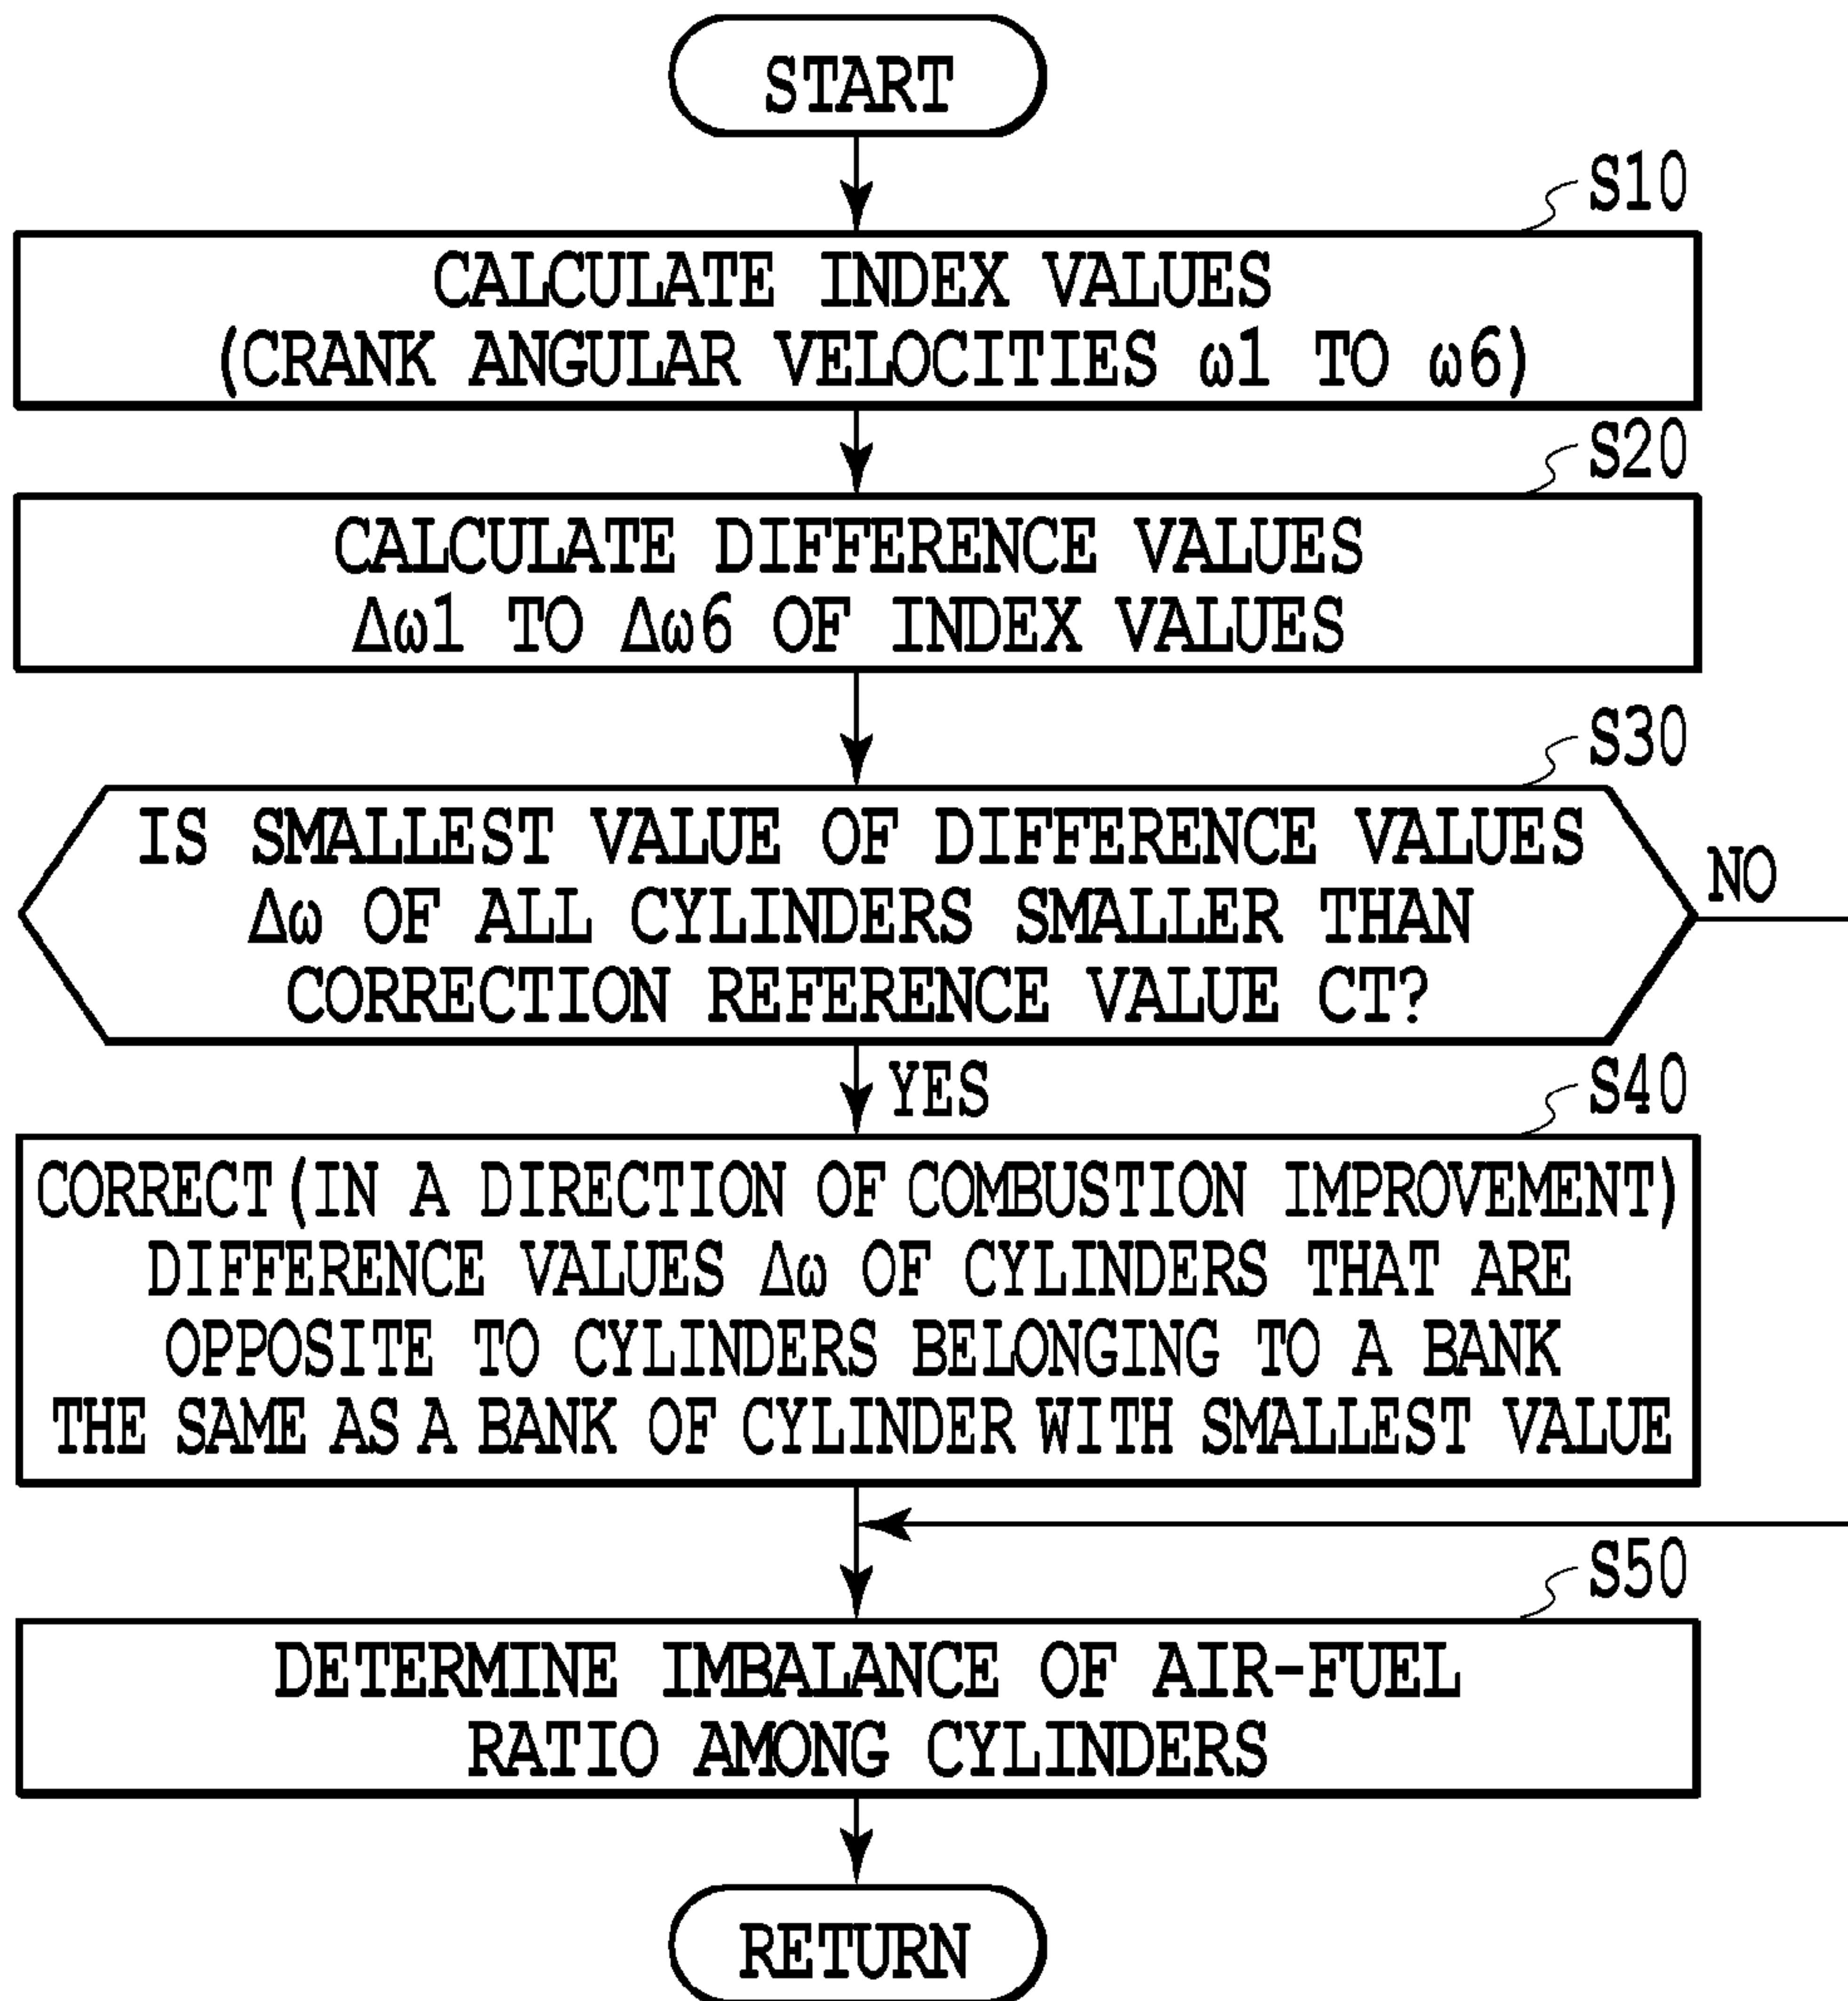 START
S10
CALCULATE INDEX VALUES
(CRANK ANGULAR VELOCITIES ω1 TO ω6)
S20
CALCULATE DIFFERENCE VALUES
Δω1 TO Δω6 OF INDEX VALUES
S30
IS SMALLEST VALUE OF DIFFERENCE VALUES
Δω OF ALL CYLINDERS SMALLER THAN
CORRECTION REFERENCE VALUE CT?
NO
YES
S40
CORRECT(IN A DIRECTION OF COMBUSTION IMPROVEMENT)
DIFFERENCE VALUES Δω OF CYLINDERS THAT ARE
OPPOSITE TO CYLINDERS BELONGING TO A BANK
THE SAME AS A BANK OF CYLINDER WITH SMALLEST VALUE
S50
DETERMINE IMBALANCE OF AIR-FUEL
RATIO AMONG CYLINDERS
RETURN